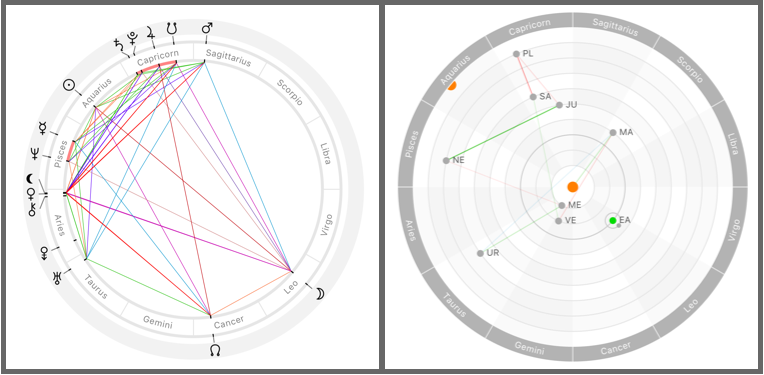 Capricorn
Sagittarius
Aquarius
Scorpio
Pisces
Libra
Aries
Virgo
Taurus
Leo
Gemini
Cancer
Capricorn
Sagittarius
Aquarius
Scorpio
PL
SA
JU
MA
Pisces
Libra
NE
ME
VE
EA
Aries
Virgo
UR
Taurus
Leo
Gemini
Cancer